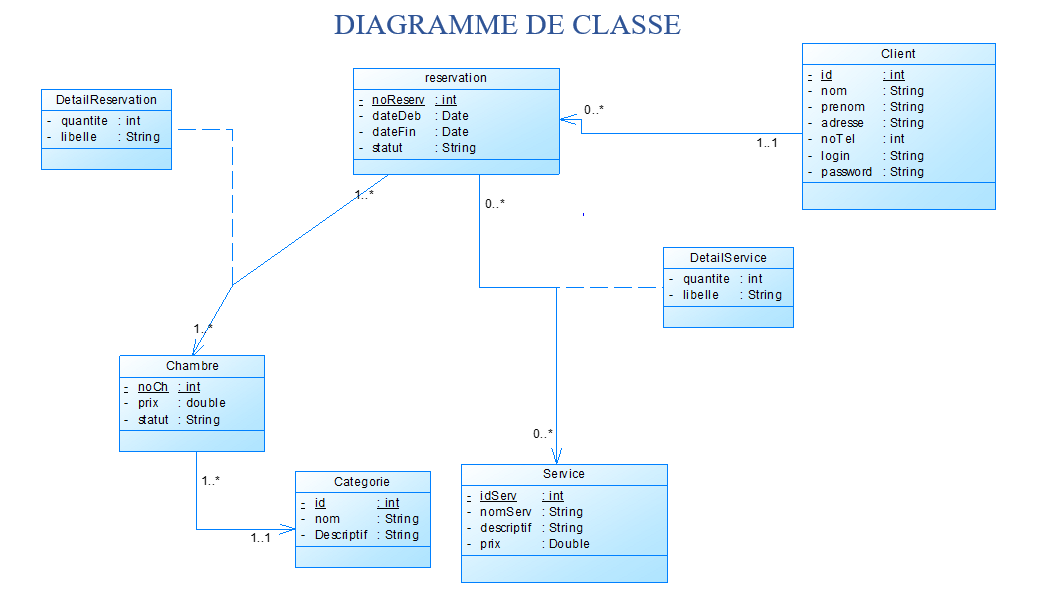 DIAGRAMME DE CLASSE
Client
- id : int
- nom : String
- prenom : String
- adresse : String
- noTel : int
- login : String
- password : String
reservation
- noReserv : int
- dateDeb : Date
- dateFin : Date
- statut : String
DetailReservation
- quantite : int
- libelle : String
0..*
1..1
1..*
0..*
DetailService
- quantite : int
- libelle : String
1..*
Chambre
- noCh : int
- prix : double
- statut : String
0..*
1..*
1..1
Categorie
- id : int
- nom : String
- Descriptif : String
Service
- idServ : int
- nomServ : String
- descriptif : String
- prix : Double